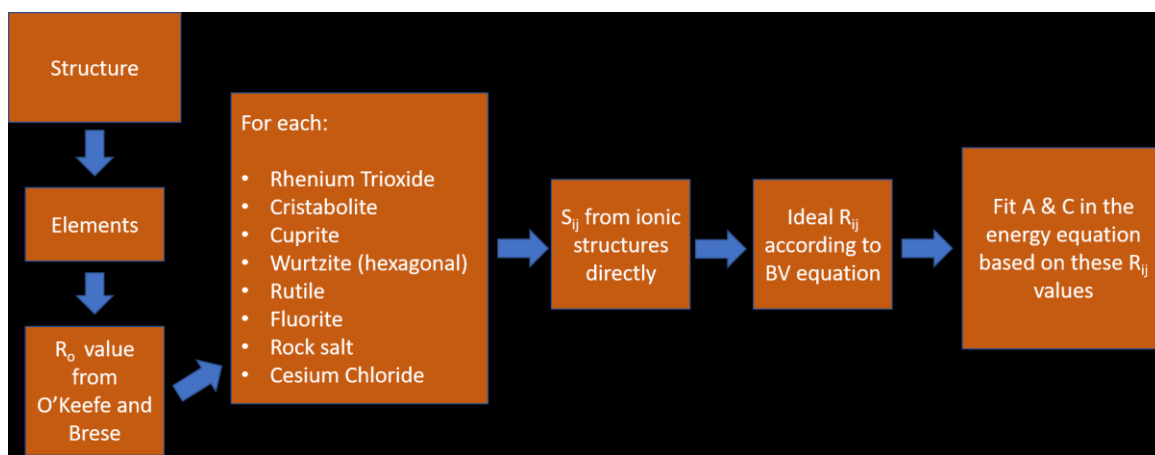 Structure
Elements
R₀ value
from
O'Keefe and
Brese
For each:
• Rhenium Trioxide
• Cristabolite
• Cuprite
• Wurtzite (hexagonal)
• Rutile
• Fluorite
• Rock salt
• Cesium Chloride
Sij from ionic
structures
directly
Ideal Rij
according to
BV equation
Fit A & C in the
energy equation
based on these Rij
values